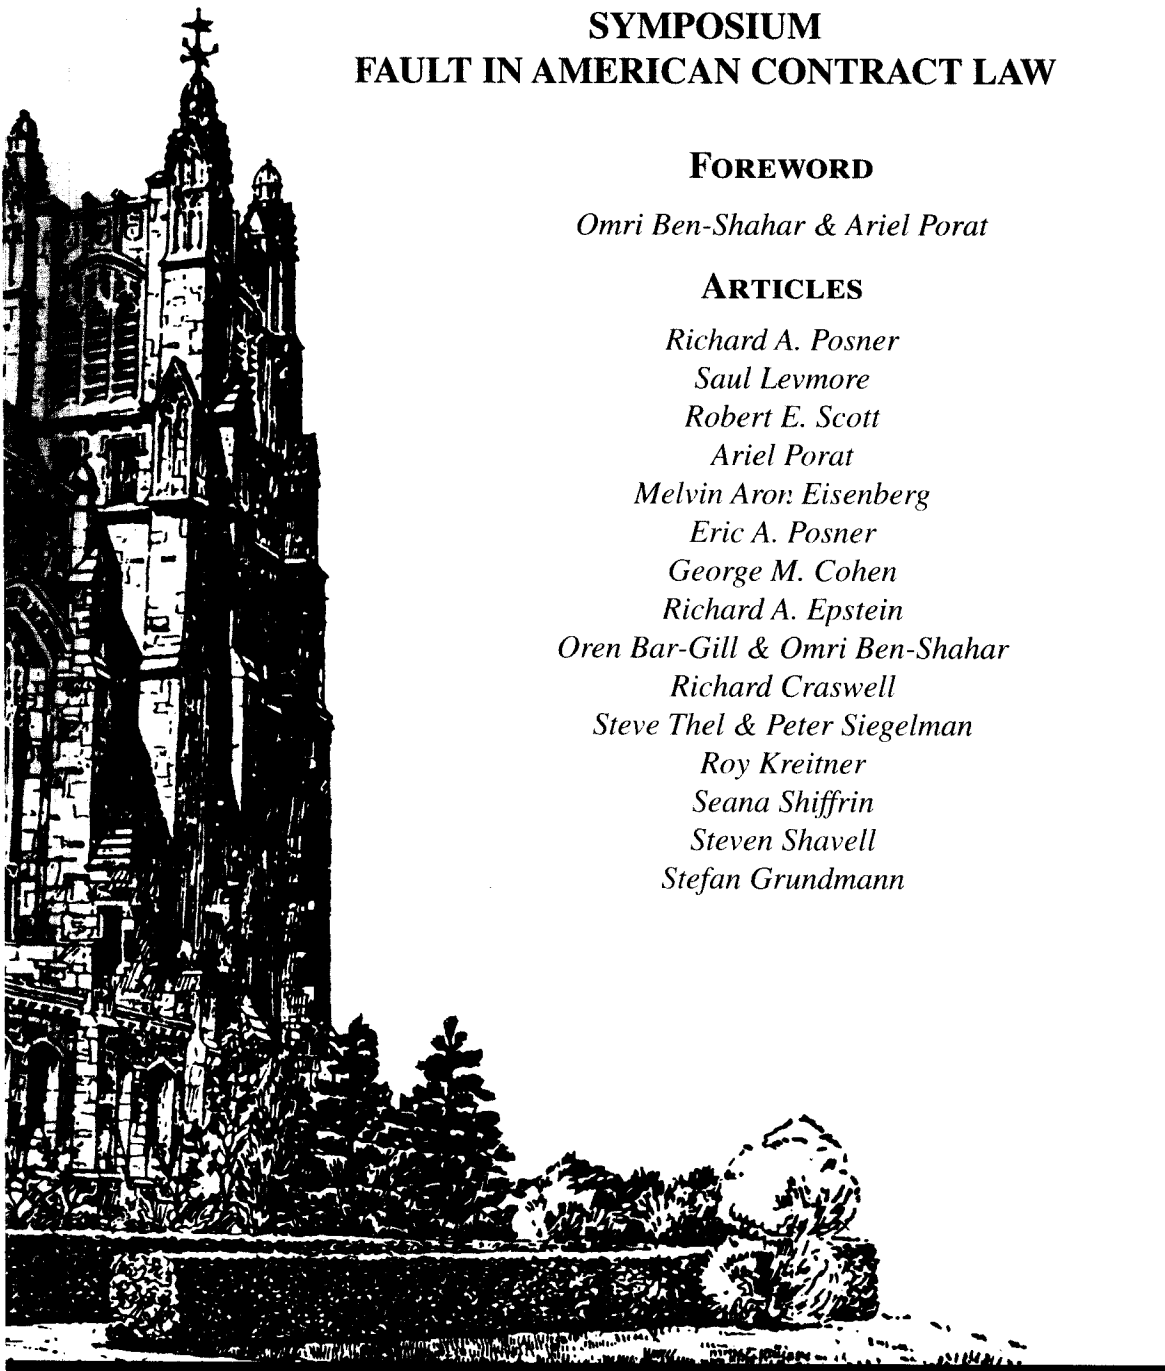 SYMPOSIUM
FAULT IN AMERICAN CONTRACT LAW
FOREWORD
Omri Ben-Shahar & Ariel Porat
ARTICLES
Richard A. Posner
Saul Levmore
Robert E. Scott
Ariel Porat
Melvin Aron Eisenberg
Eric A. Posner
George M. Cohen
Richard A. Epstein
Oren Bar-Gill & Omri Ben-Shahar
Richard Craswell
Steve Thel & Peter Siegelman
Roy Kreitner
Seana Shiffrin
Steven Shavell
Stefan Grundmann